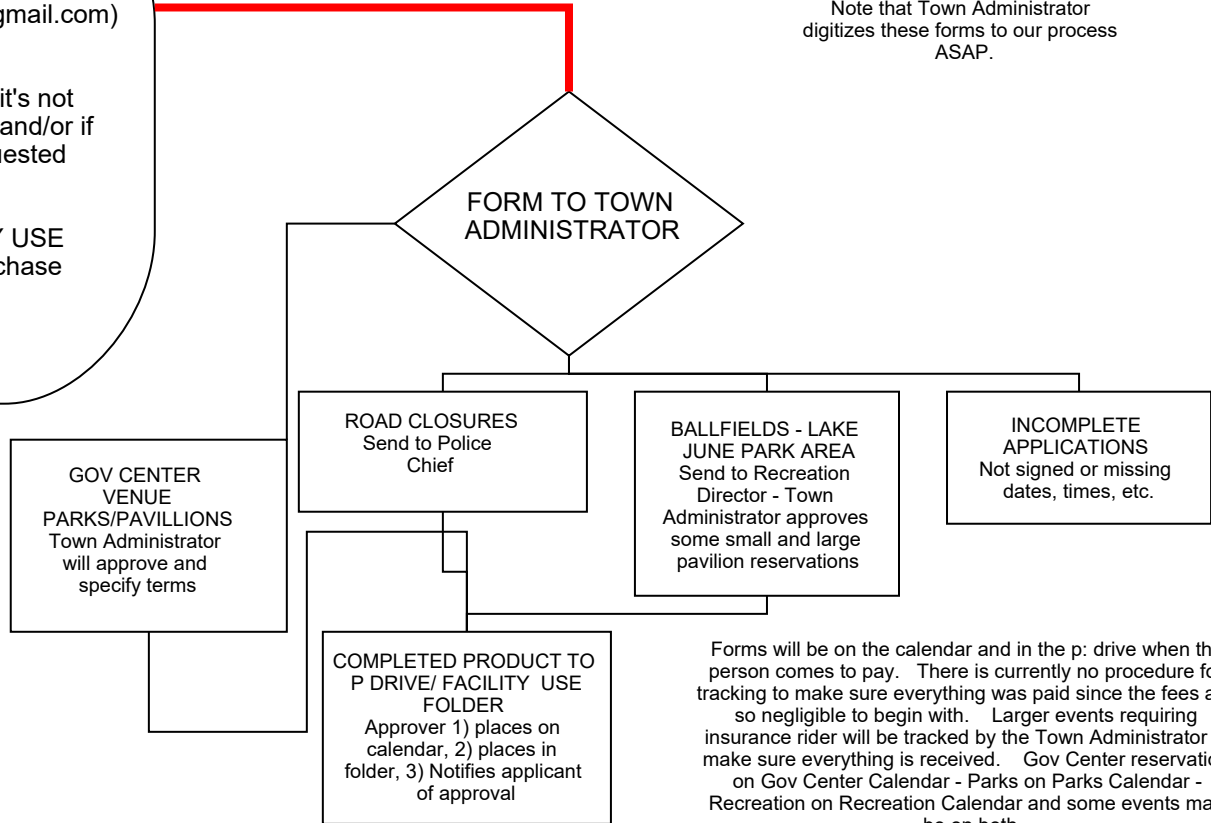 gmail.com)
Note that Town Administrator
digitizes these forms to our process
ASAP.
it's not
and/or if
USE
FORM TO TOWN
ADMINISTRATOR
GOV CENTER
VENUE
PARKS/PAVILLIONS
Town Administrator
will approve and
specify terms
ROAD CLOSURES
Send to Police
Chief
BALLFIELDS - LAKE
JUNE PARK AREA
Send to Recreation
Director - Town
Administrator approves
some small and large
pavilion reservations
INCOMPLETE
APPLICATIONS
Not signed or missing
dates, times, etc.
COMPLETED PRODUCT TO
P DRIVE/ FACILITY USE
FOLDER
Approver 1) places on
calendar, 2) places in
folder, 3) Notifies applicant
of approval
Forms will be on the calendar and in the p: drive when
person comes to pay. There is currently no procedure
tracking to make sure everything was paid since the fees
so negligible to begin with. Larger events requiring
insurance rider will be tracked by the Town Administrator
make sure everything is received. Gov Center
on Gov Center Calendar - Parks on Parks Calendar -
Recreation on Recreation Calendar and some events
be on both